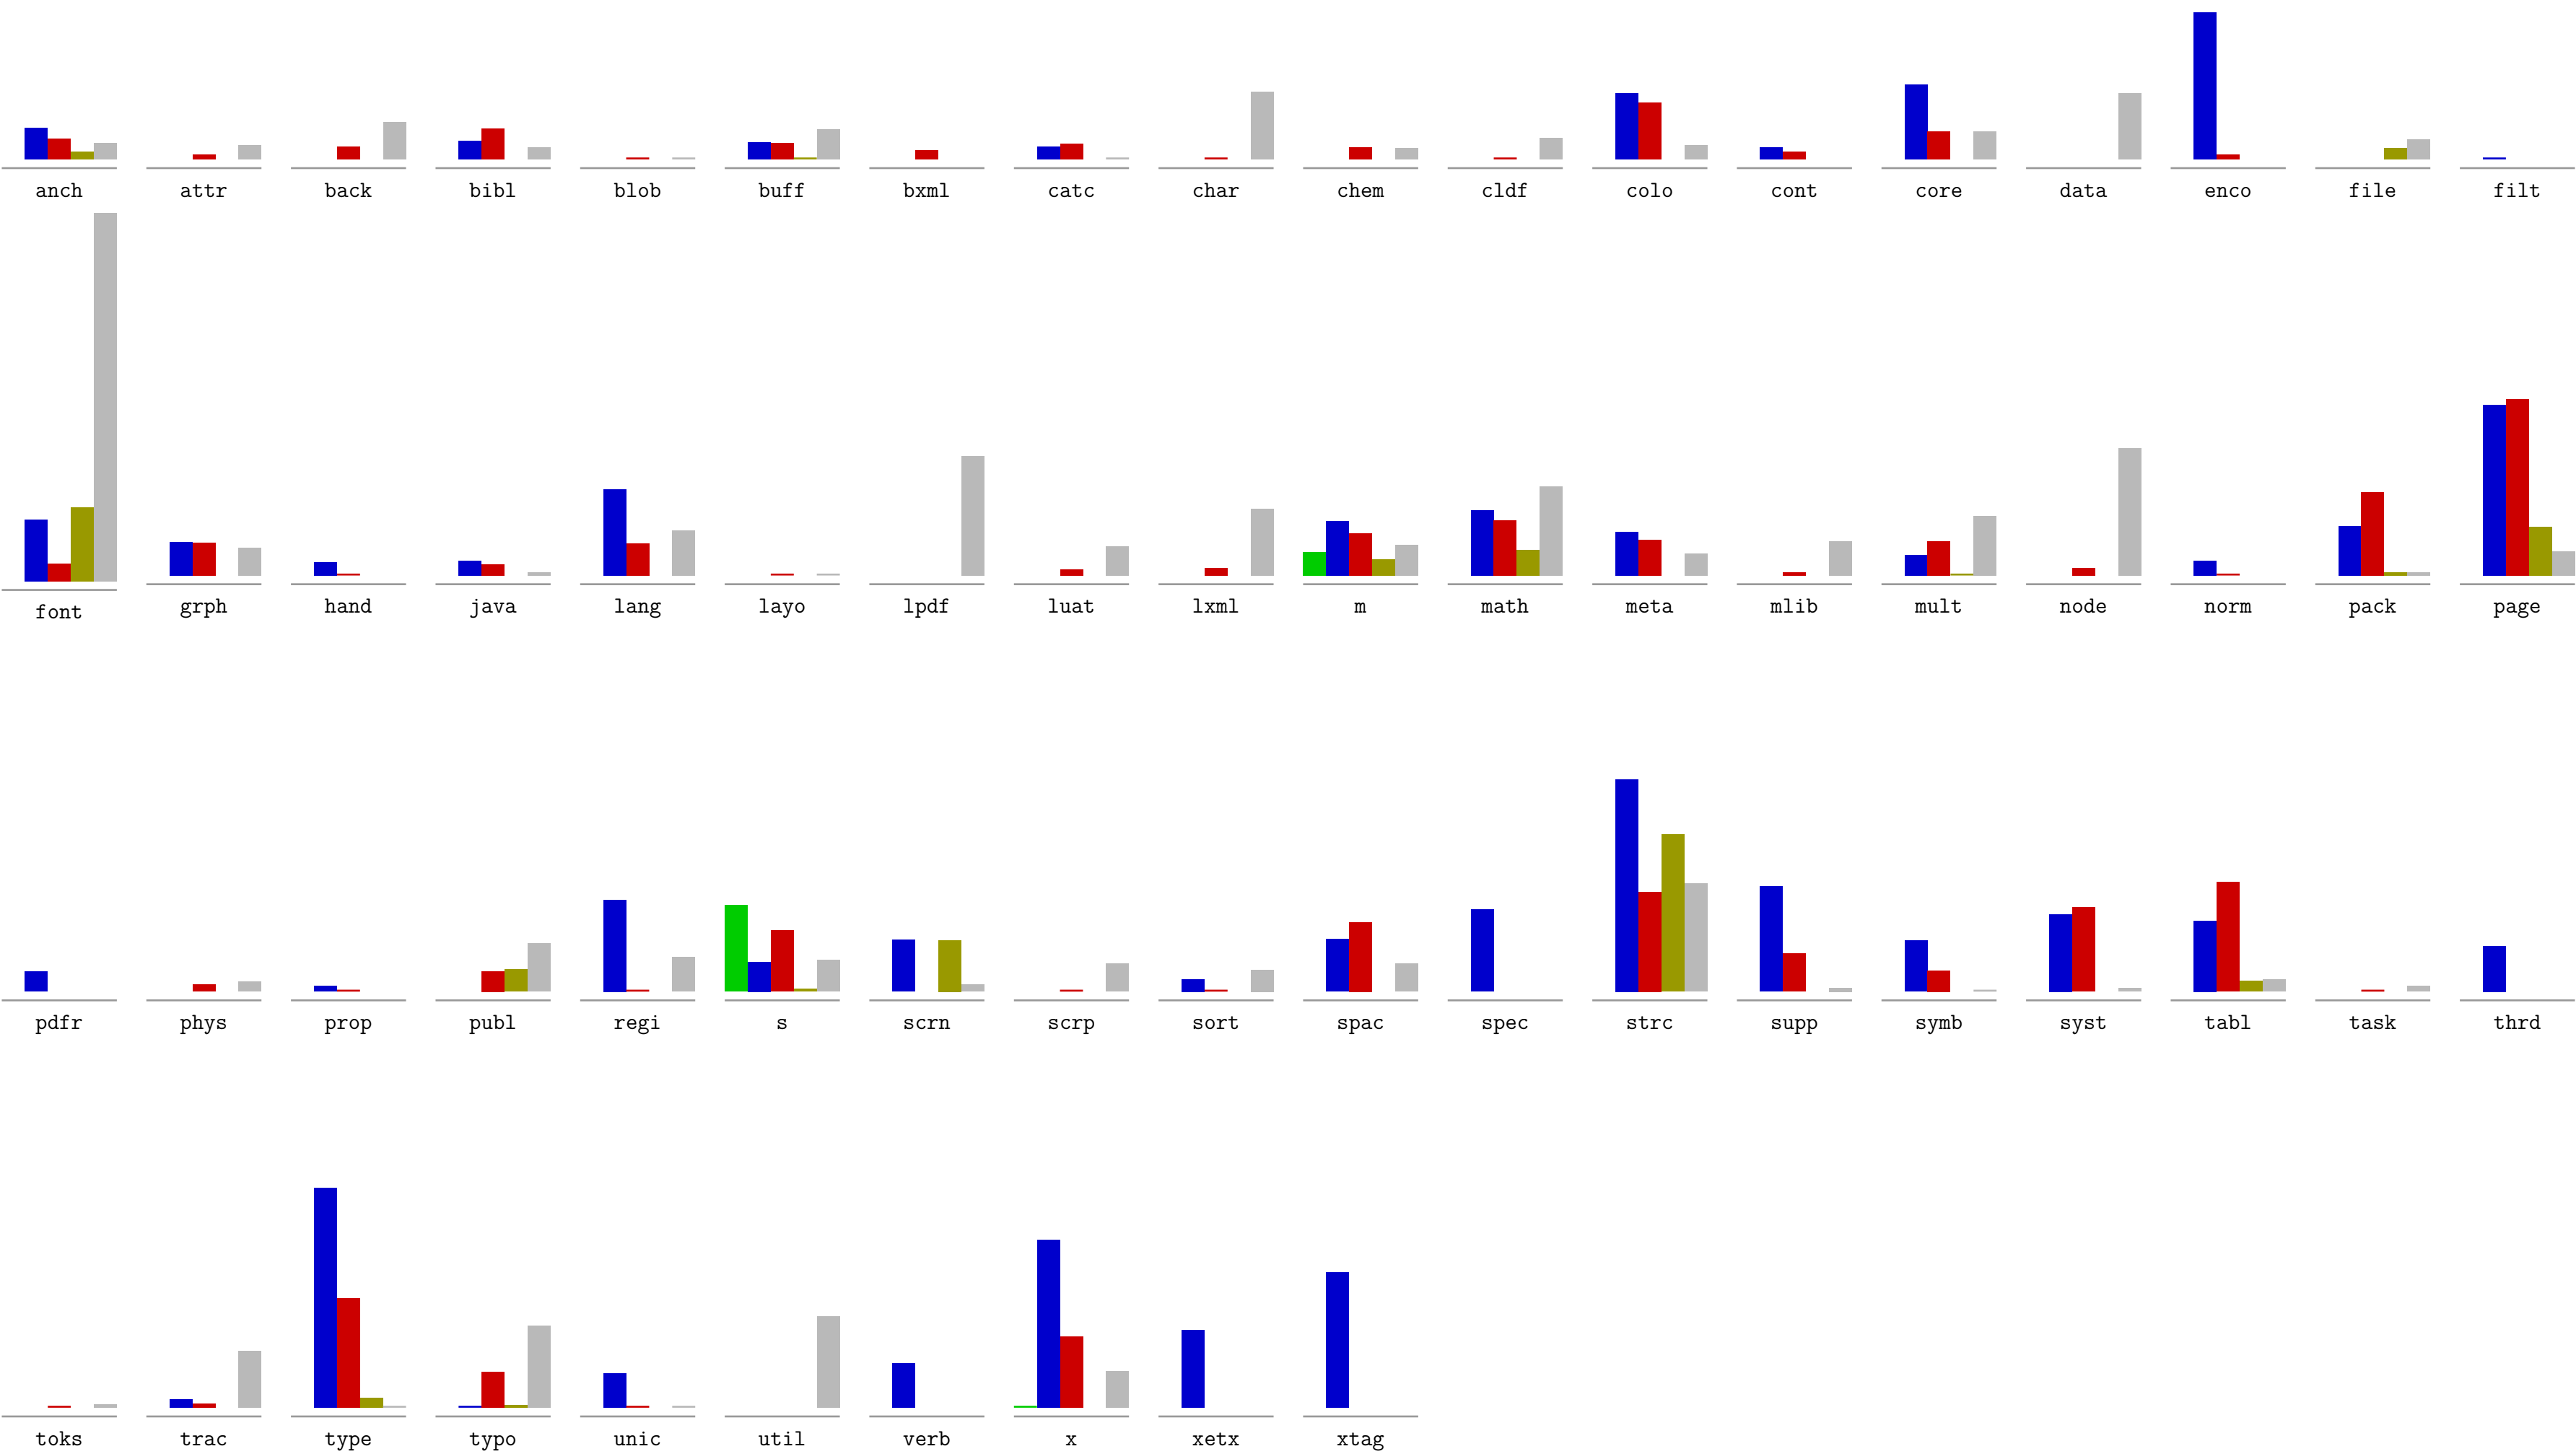 anch attr back bibl blob buff bxml catc char chem cldf colo cont core data enco file filt
font grph hand java lang layo lpdf luat lxml m math meta mlib mult node norm pack page
pdfr phys prop publ regi s scrn scrp sort spac spec strc supp symb syst tabl task thrd
toks trac type typo unic util verb x xetx xtag